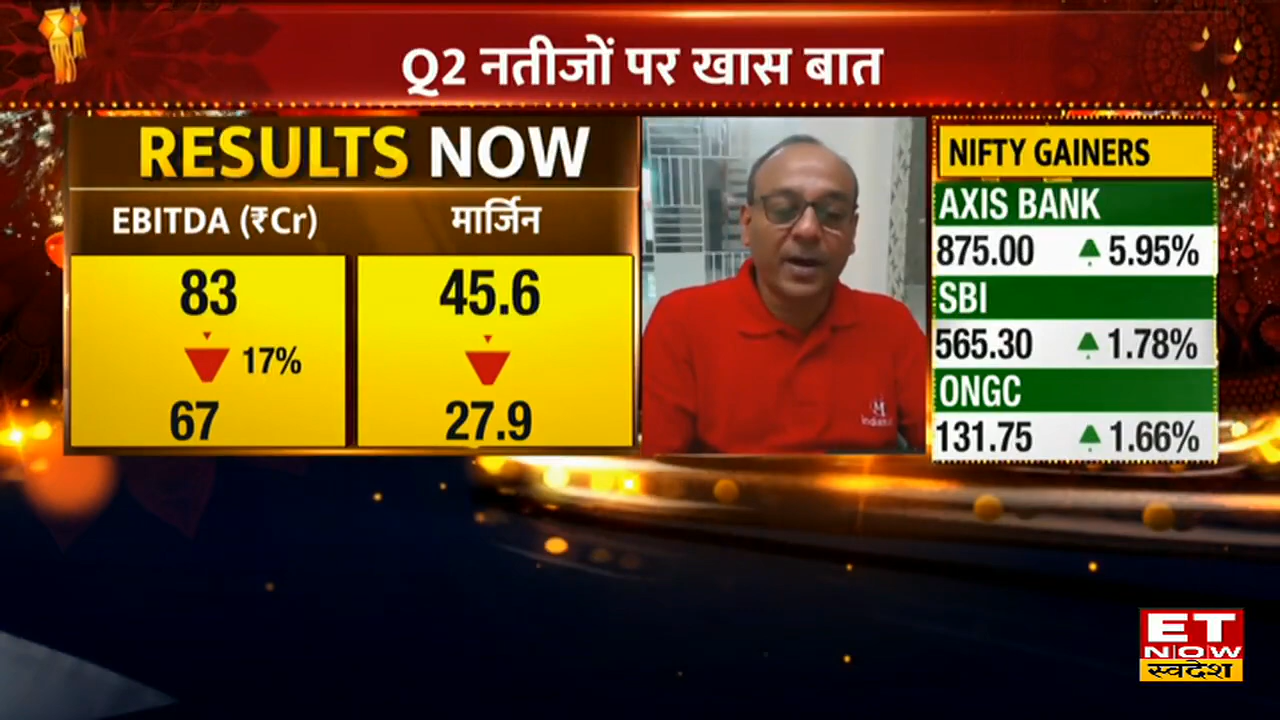 Q2 नतीजों पर खास बात
RESULTS NOW
EBITDA (₹Cr)
मार्जिन
83
17%
67
45.6
27.9
NIFTY GAINERS
AXIS BANK
875.00 5.95%
SBI
565.30 1.78%
ONGC
131.75 1.66%
ET
NOW
स्वदेश